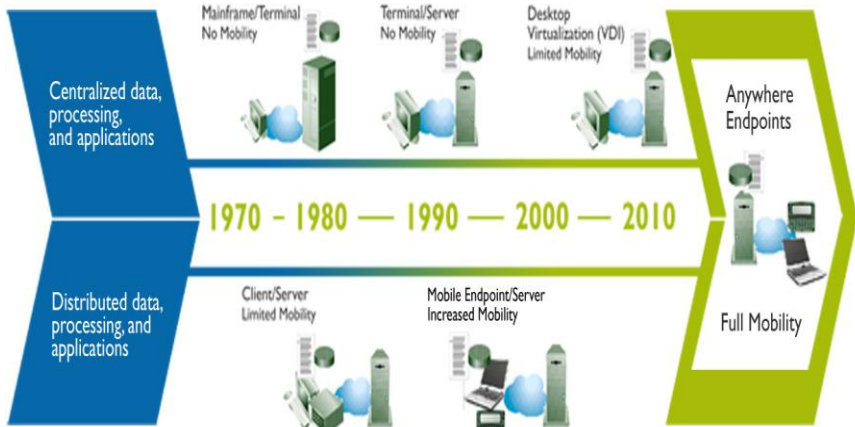 Centralized data,
processing,
and applications
Mainframe/Terminal
No Mobility
Terminal/Server
No Mobility
Desktop
Virtualization (VDI)
Limited Mobility
Anywhere
Endpoints
1970 – 1980 — 1990 — 2000 — 2010
Distributed data,
processing, and
applications
Client/Server
Limited Mobility
Mobile Endpoint/Server
Increased Mobility
Full Mobility